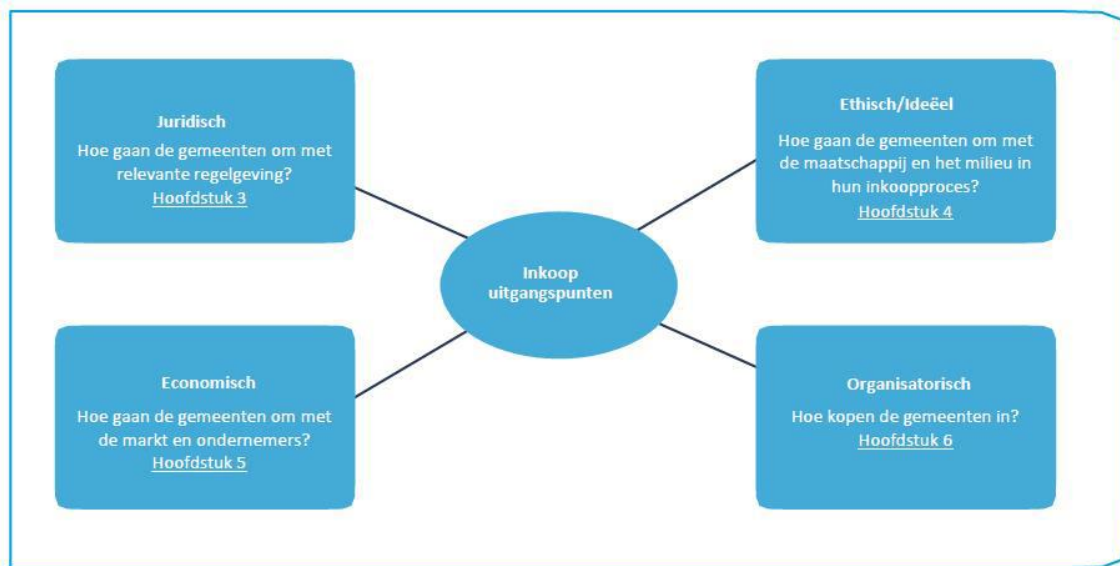 Juridisch
Hoe gaan de gemeenten om met
relevante regelgeving?
Hoofdstuk 3
Ethisch/Ideëel
Hoe gaan de gemeenten om met
de maatschappij en het milieu in
hun inkoopproces?
Hoofdstuk 4
Inkoop
uitgangspunten
Economisch
Hoe gaan de gemeenten om met
de markt en ondernemers?
Hoofdstuk 5
Organisatorisch
Hoe kopen de gemeenten in?
Hoofdstuk 6